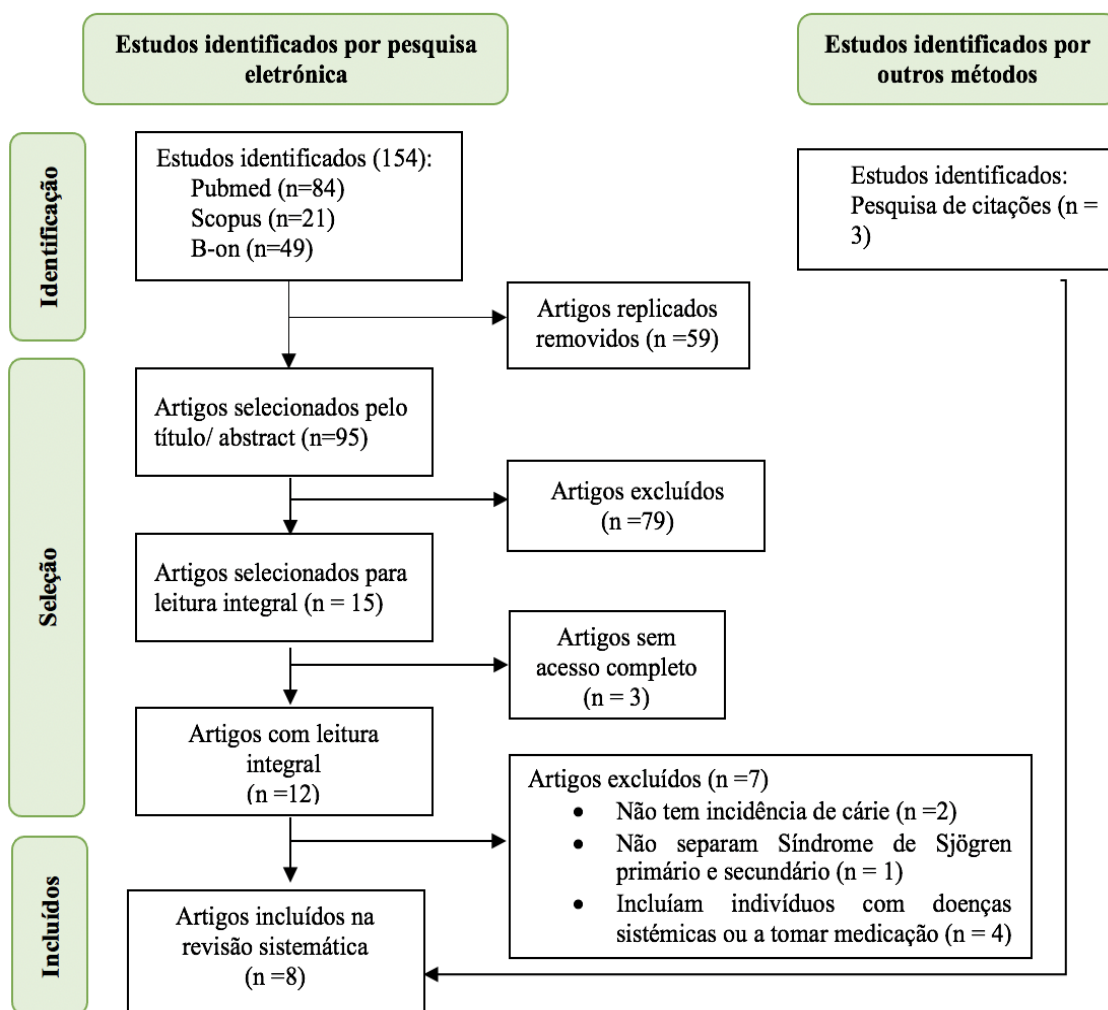 Estudos identificados por pesquisa
eletrónica
Estudos identificados por
outros métodos
Identificação
Estudos identificados (154):
Pubmed (n=84)
Scopus (n=21)
B-on (n=49)
Estudos identificados:
Pesquisa de citações (n =
3)
Artigos replicados
removidos (n =59)
Seleção
Artigos selecionados pelo
título/ abstract (n=95)
Artigos excluídos
(n =79)
Artigos selecionados para
leitura integral (n = 15)
Artigos sem
acesso completo
(n = 3)
Artigos com leitura
integral
(n =12)
Artigos excluídos (n =7)
• Não tem incidência de cárie (n =2)
• Não separam Síndrome de Sjögren
primário e secundário (n = 1)
• Incluíam indivíduos com doenças
sistémicas ou a tomar medicação (n = 4)
Incluídos
Artigos incluídos na
revisão sistemática
(n =8)